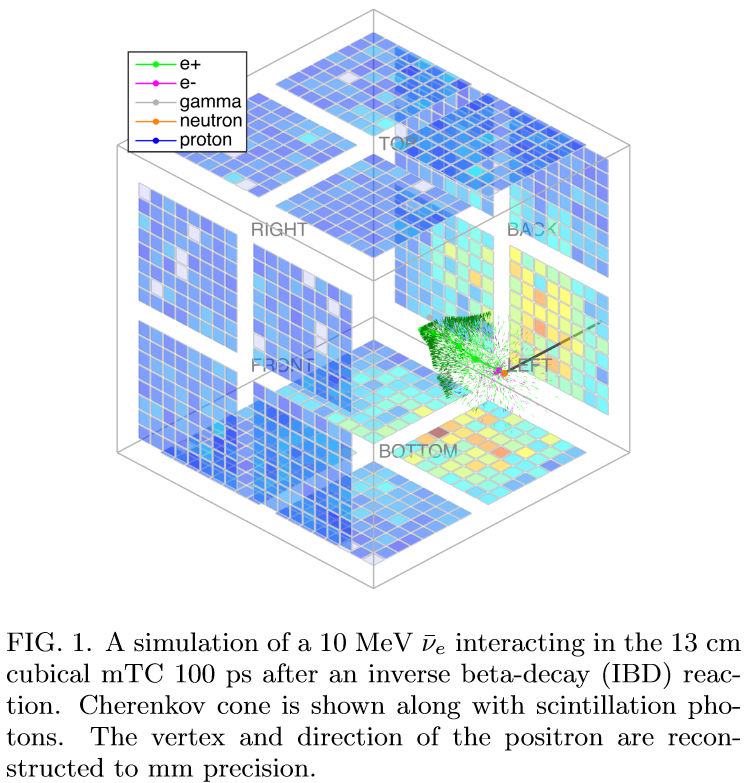 e+
e-
gamma
neutron
proton
TOP
RIGHT
BACK
FRONT
LEFT
BOTTOM
FIG. 1. A simulation of a 10 MeV ν̄ₑ interacting in the 13 cm
cubical mTC 100 ps after an inverse beta-decay (IBD) reac-
tion. Cherenkov cone is shown along with scintillation pho-
tons. The vertex and direction of the positron are recon-
structed to mm precision.